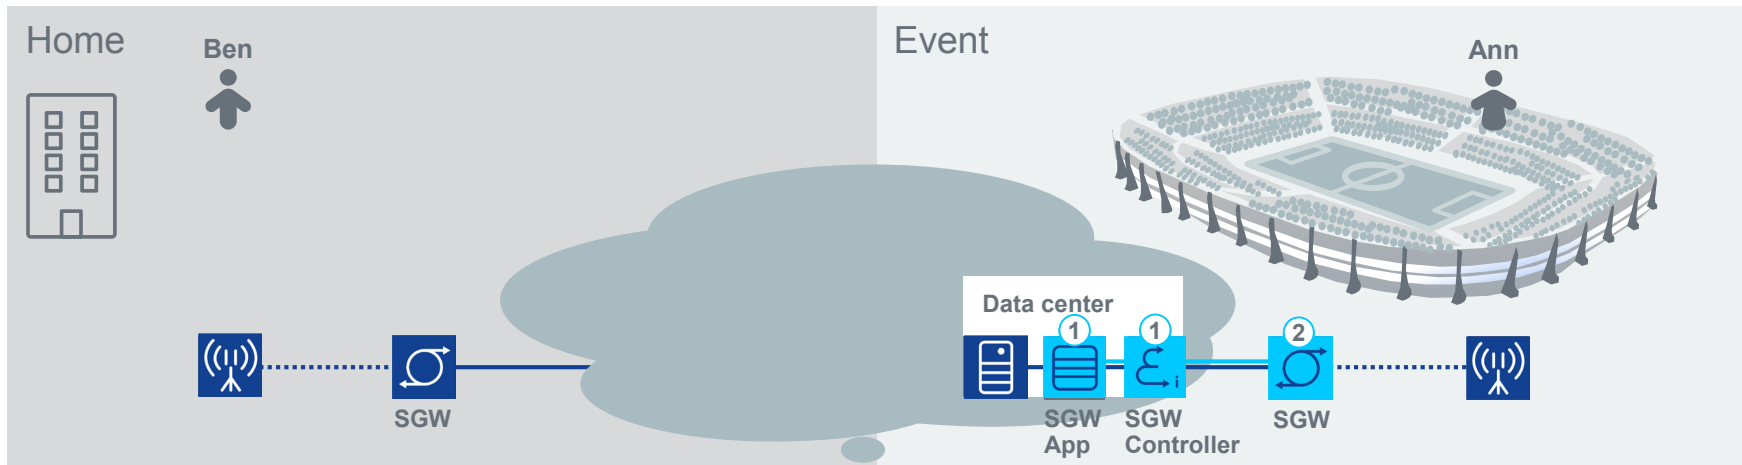 Home
Ben
Event
Ann
Data center
1
1
2
i
SGW
SGW
App
SGW
Controller
SGW